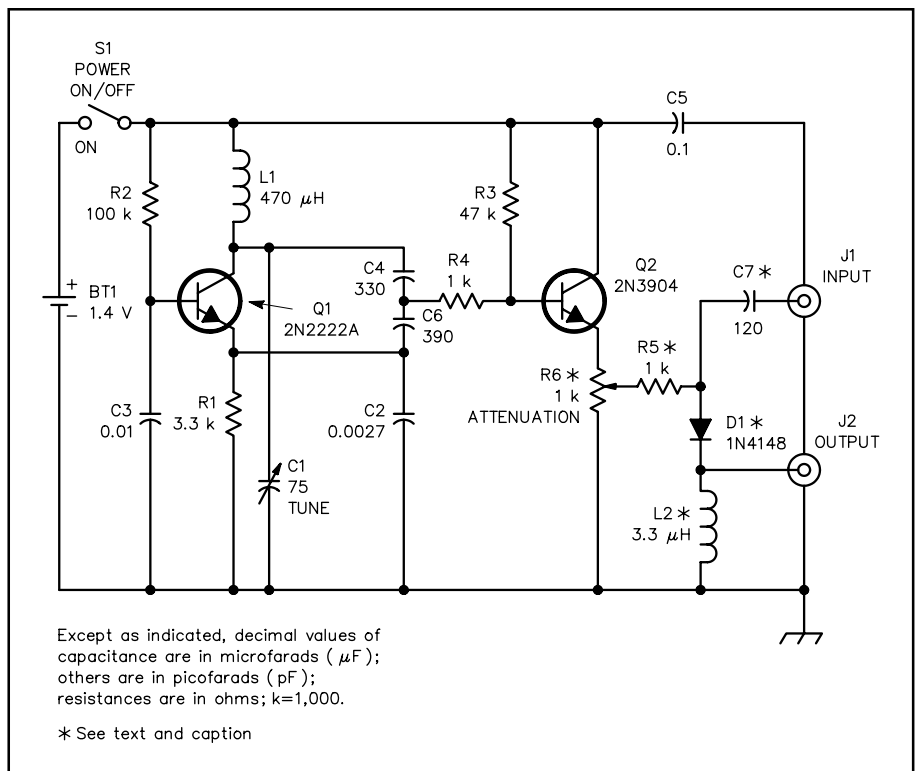 S1
POWER
ON/OFF
ON
R2
100 k
L1
470 μH
+
BT1
−
1.4 V
Q1
2N2222A
C3
0.01
R1
3.3 k
C1
75
TUNE
C4
330
C6
390
C2
0.0027
R4
1 k
R3
47 k
Q2
2N3904
C5
0.1
R6 *
1 k
ATTENUATION
R5 *
1 k
C7 *
120
J1
INPUT
D1 *
1N4148
J2
OUTPUT
L2 *
3.3 μH
Except as indicated, decimal values of
capacitance are in microfarads ( μF);
others are in picofarads ( pF);
resistances are in ohms; k=1,000.
* See text and caption